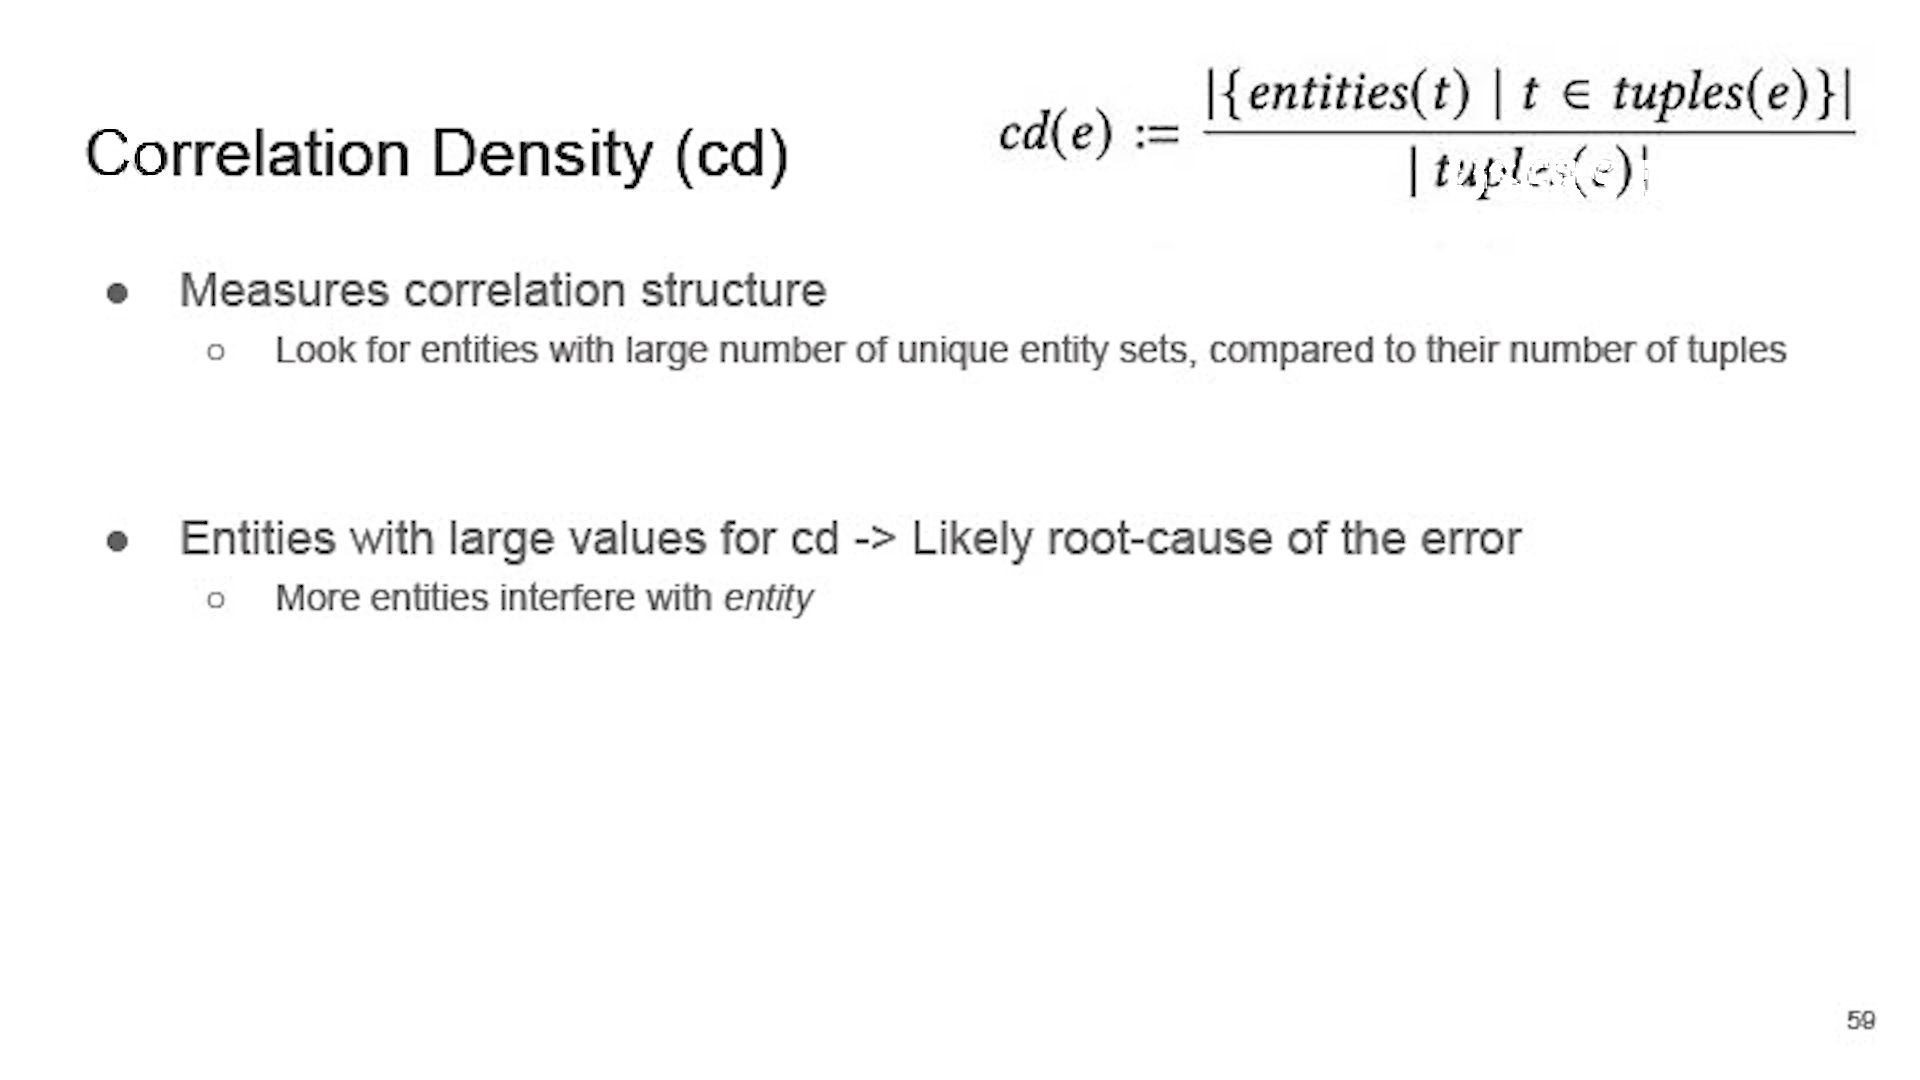 Correlation Density (cd)
cd(e) := |{entities(t) | t ∈ tuples(e)}|
| tuples(e)|
● Measures correlation structure
○ Look for entities with large number of unique entity sets, compared to their number of tuples
● Entities with large values for cd -> Likely root-cause of the error
○ More entities interfere with entity
59